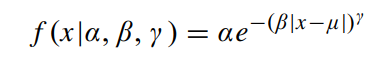 f(x|α, β, γ) = αe^{−(β|x−μ|)^γ}